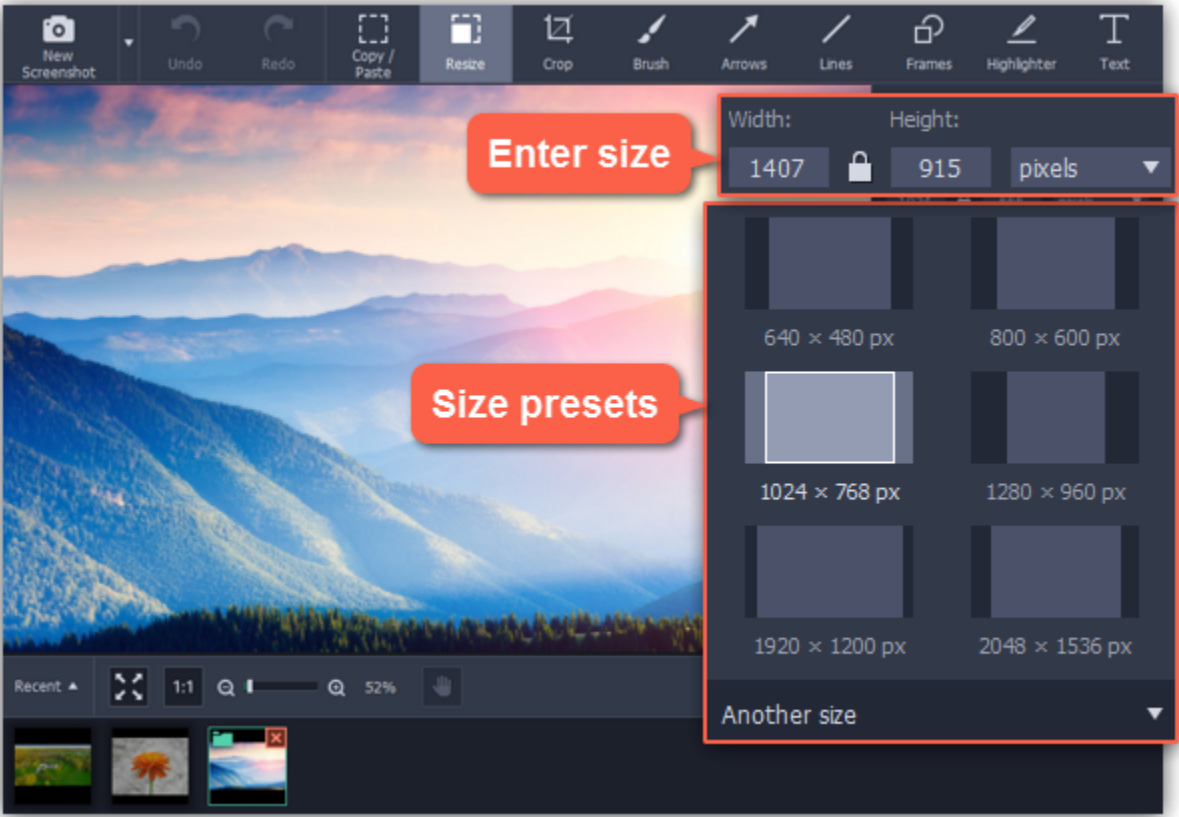 New
Screenshot
Undo
Redo
Copy /
Paste
Resize
Crop
Brush
Arrows
Lines
Frames
Highlighter
Text
Width:
Height:
Enter size
1407
915
pixels
640 × 480 px
800 × 600 px
Size presets
1024 × 768 px
1280 × 960 px
1920 × 1200 px
2048 × 1536 px
Recent
1:1
52%
Another size